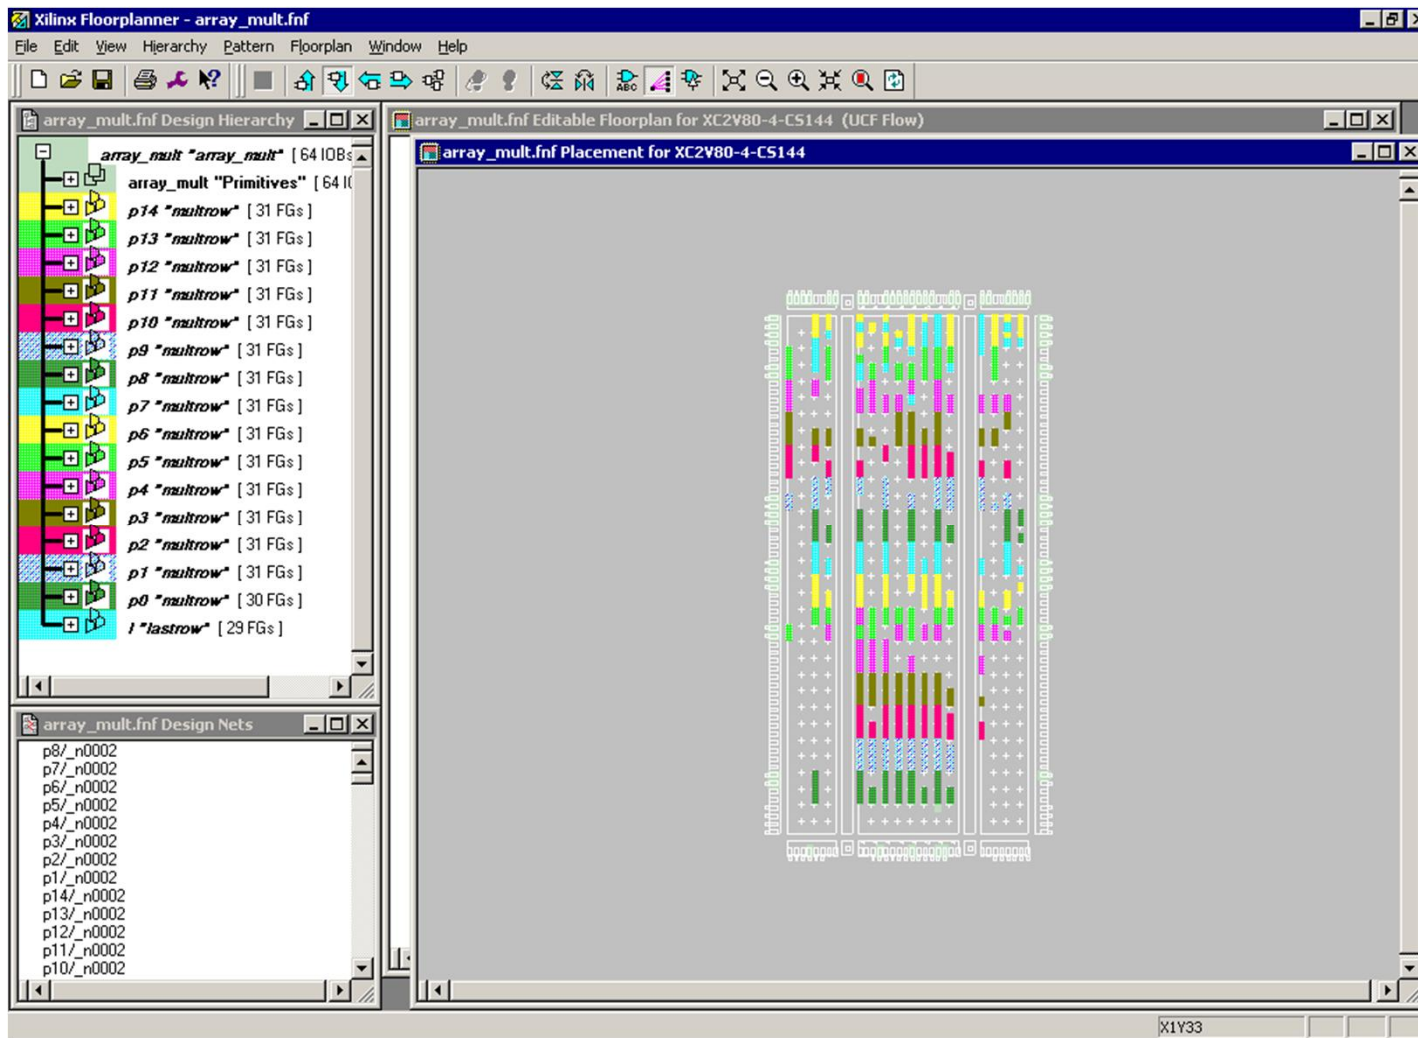 Xilinx Floorplanner - array_mult.fnf
File Edit View Hierarchy Pattern Floorplan Window Help
ABC
array_mult.fnf Design Hierarchy
array_mult "array_mult" [ 64 IOBs
array_mult "Primitives" [ 64 IO
p14 "multrow" [ 31 FGs ]
p13 "multrow" [ 31 FGs ]
p12 "multrow" [ 31 FGs ]
p11 "multrow" [ 31 FGs ]
p10 "multrow" [ 31 FGs ]
p9 "multrow" [ 31 FGs ]
p8 "multrow" [ 31 FGs ]
p7 "multrow" [ 31 FGs ]
p6 "multrow" [ 31 FGs ]
p5 "multrow" [ 31 FGs ]
p4 "multrow" [ 31 FGs ]
p3 "multrow" [ 31 FGs ]
p2 "multrow" [ 31 FGs ]
p1 "multrow" [ 31 FGs ]
p0 "multrow" [ 30 FGs ]
l "lastrow" [ 29 FGs ]
array_mult.fnf Design Nets
p8/_n0002
p7/_n0002
p6/_n0002
p5/_n0002
p4/_n0002
p3/_n0002
p2/_n0002
p1/_n0002
p14/_n0002
p13/_n0002
p12/_n0002
p11/_n0002
p10/_n0002
array_mult.fnf Editable Floorplan for XC2V80-4-CS144 (UCF Flow)
array_mult.fnf Placement for XC2V80-4-CS144
X1Y33